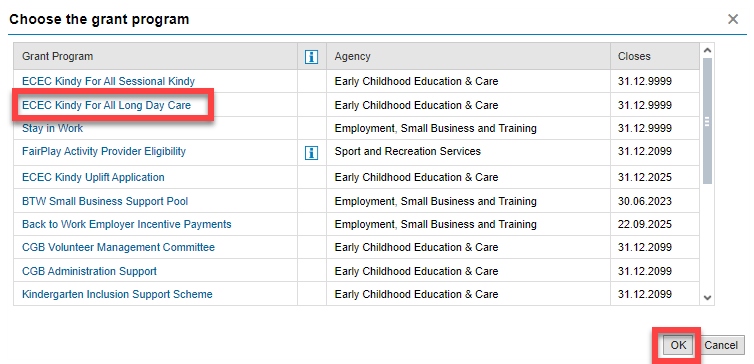 Choose the grant program
Grant Program Agency Closes
ECEC Kindy For All Sessional Kindy Early Childhood Education & Care 31.12.9999
ECEC Kindy For All Long Day Care Early Childhood Education & Care 31.12.9999
Stay in Work Employment, Small Business and Training 31.12.9999
FairPlay Activity Provider Eligibility Sport and Recreation Services 31.12.2099
ECEC Kindy Uplift Application Early Childhood Education & Care 31.12.2025
BTW Small Business Support Pool Employment, Small Business and Training 30.06.2023
Back to Work Employer Incentive Payments Employment, Small Business and Training 22.09.2025
CGB Volunteer Management Committee Early Childhood Education & Care 31.12.2099
CGB Administration Support Early Childhood Education & Care 31.12.2099
Kindergarten Inclusion Support Scheme Early Childhood Education & Care 31.12.2099
OK Cancel